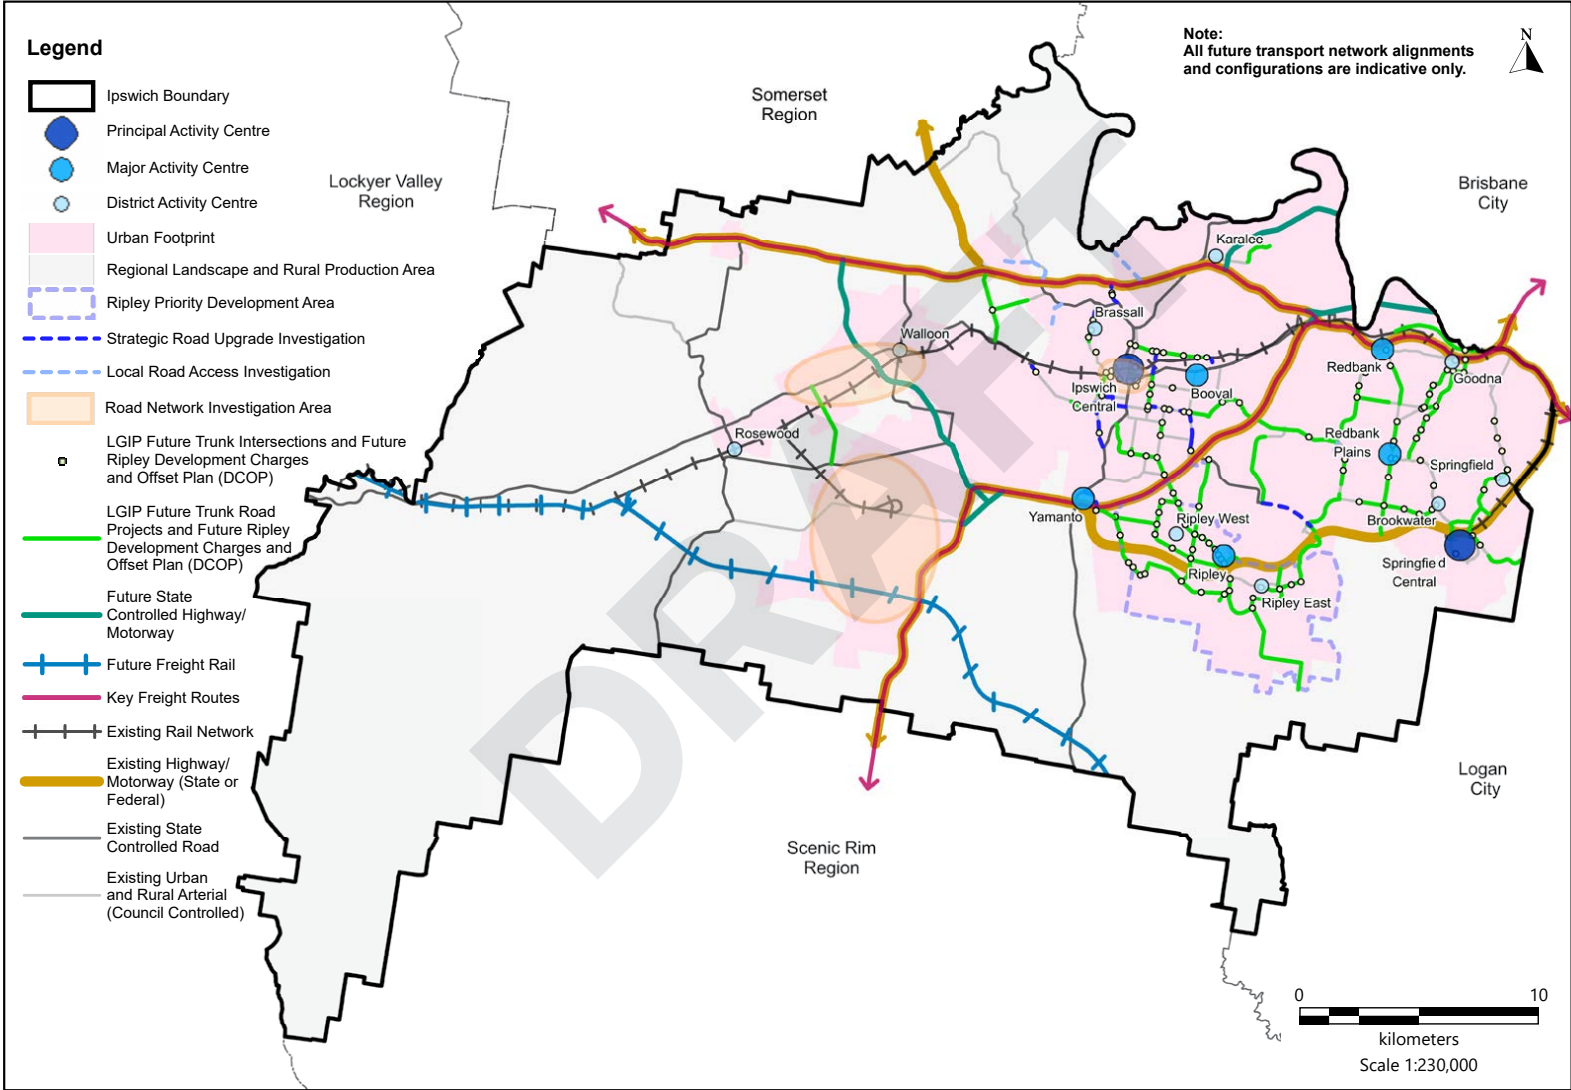 Legend
Ipswich Boundary
Principal Activity Centre
Major Activity Centre
District Activity Centre
Urban Footprint
Regional Landscape and Rural Production Area
Ripley Priority Development Area
Strategic Road Upgrade Investigation
Local Road Access Investigation
Road Network Investigation Area
LGIP Future Trunk Intersections and Future
Ripley Development Charges
and Offset Plan (DCOP)
LGIP Future Trunk Road
Projects and Future Ripley
Development Charges and
Offset Plan (DCOP)
Future State
Controlled Highway/
Motorway
Future Freight Rail
Key Freight Routes
Existing Rail Network
Existing Highway/
Motorway (State or
Federal)
Existing State
Controlled Road
Existing Urban
and Rural Arterial
(Council Controlled)
Note:
All future transport network alignments
and configurations are indicative only.
N
Somerset
Region
Lockyer Valley
Region
Brisbane
City
Karalee
Brassall
Walloon
Redbank
Goodna
Ipswich
Central
Booval
Rosewood
Redbank
Plains
Springfield
Yamanto
Ripley West
Brookwater
Ripley
Springfield
Central
Ripley East
Logan
City
Scenic Rim
Region
DRAFT
0 10
kilometers
Scale 1:230,000